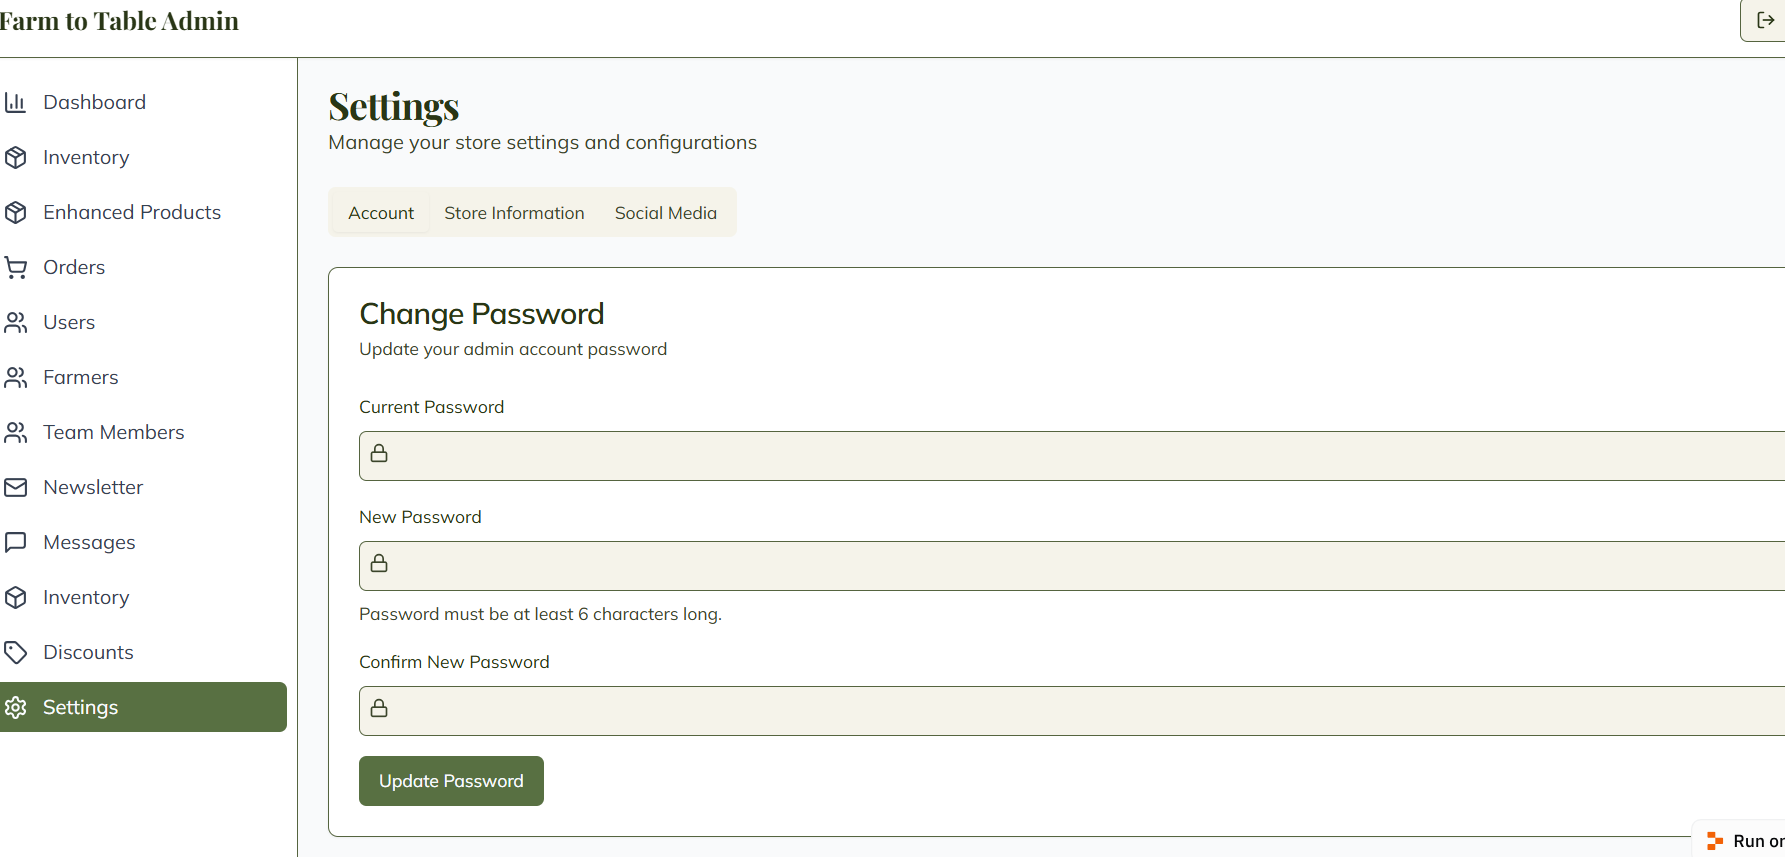 Farm to Table Admin
Dashboard
Inventory
Enhanced Products
Orders
Users
Farmers
Team Members
Newsletter
Messages
Inventory
Discounts
Settings
Settings
Manage your store settings and configurations
Account Store Information Social Media
Change Password
Update your admin account password
Current Password
New Password
Password must be at least 6 characters long.
Confirm New Password
Update Password
Run